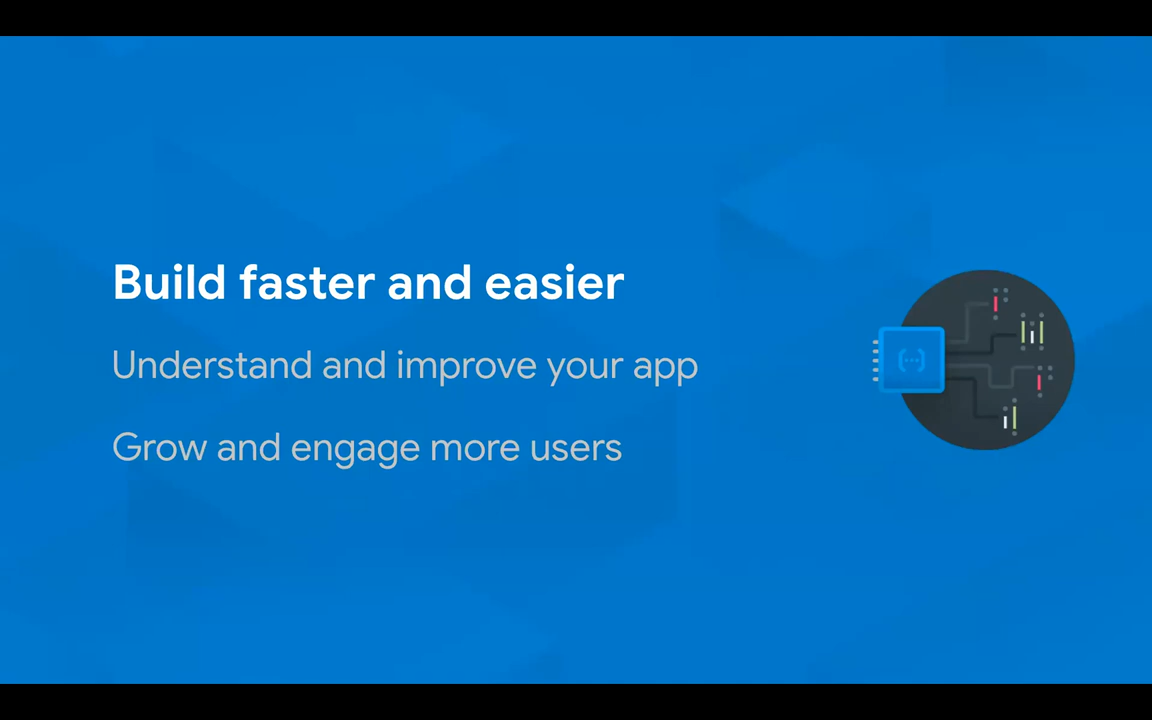 Build faster and easier
Understand and improve your app
Grow and engage more users